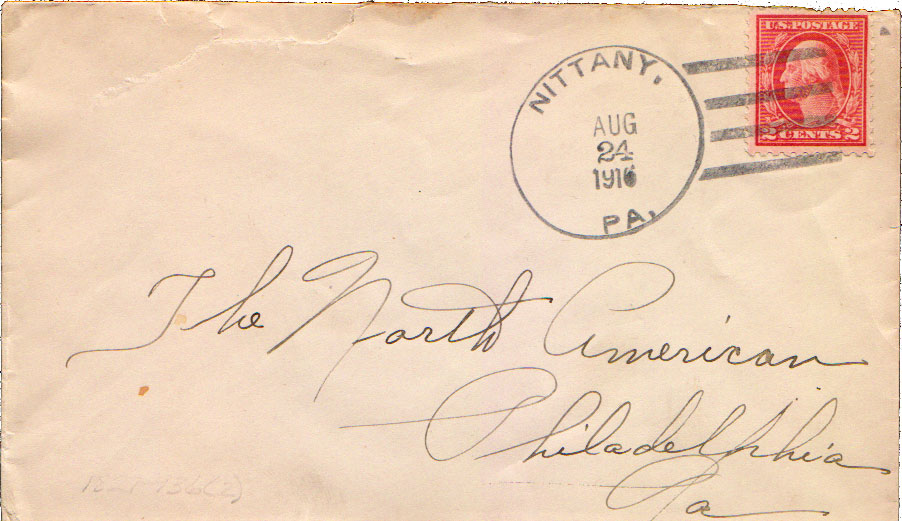 U.S. POSTAGE
2 CENTS 2
NITTANY,
AUG
24
1916
PA.
The North American
Philadelphia
Pa